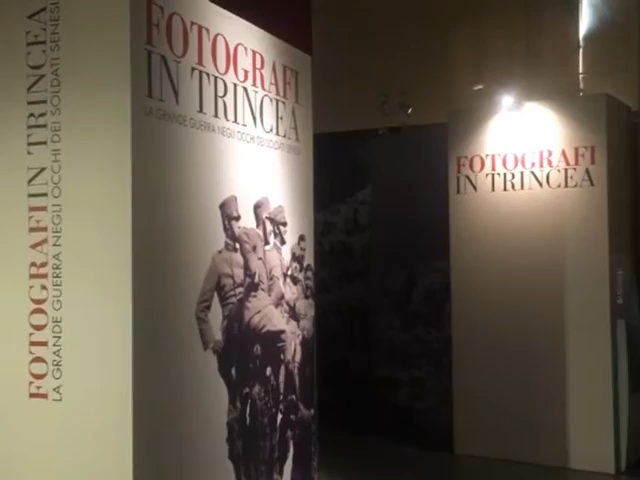 FOTOGRAFI IN TRINCEA
LA GRANDE GUERRA NEGLI OCCHI DEI SOLDATI SENESI
FOTOGRAFI
IN TRINCEA
LA GRANDE GUERRA NEGLI OCCHI DEI SOLDATI SENESI
FOTOGRAFI
IN TRINCEA